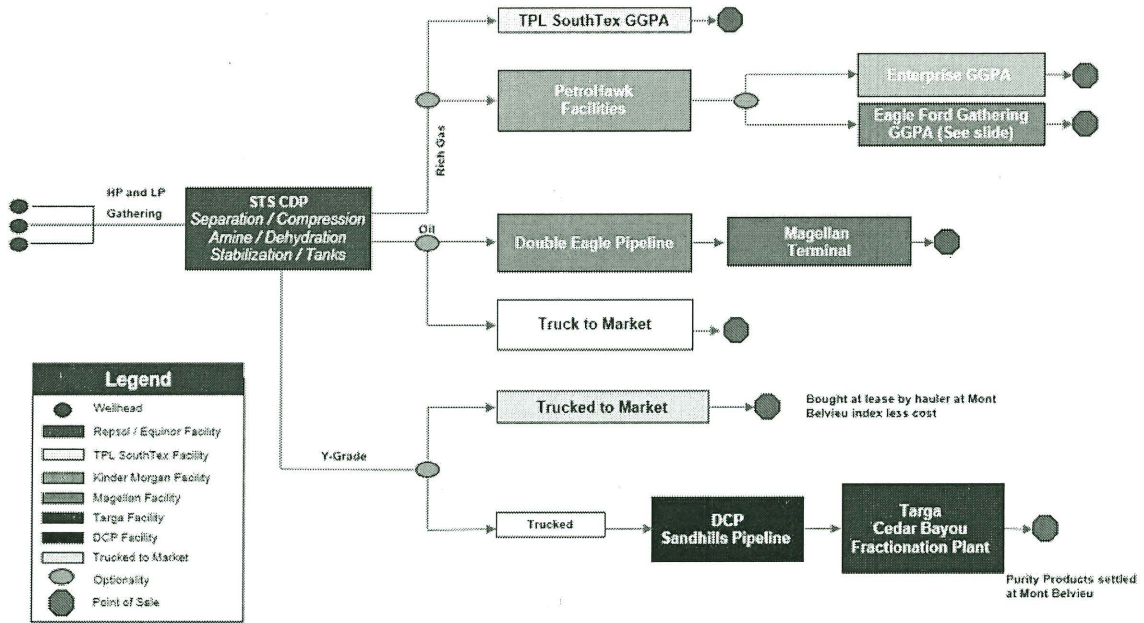 TPL SouthTex GGPA
PetroHawk
Facilities
Enterprise GGPA
Eagle Ford Gathering
GGPA (See slide)
Rich Gas
HP and LP
Gathering
STS CDP
Separation / Compression
Amine / Dehydration
Stabilization / Tanks
Oil
Double Eagle Pipeline
Magellan
Terminal
Truck to Market
Trucked to Market
Bought at lease by hauler at Mont
Belvieu index less cost
Y-Grade
Trucked
DCP
Sandhills Pipeline
Targa
Cedar Bayou
Fractionation Plant
Purity Products settled
at Mont Belvieu
Legend
Wellhead
Repsol / Equinor Facility
TPL SouthTex Facility
Kinder Morgan Facility
Magellan Facility
Targa Facility
DCP Facility
Trucked to Market
Optionality
Point of Sale